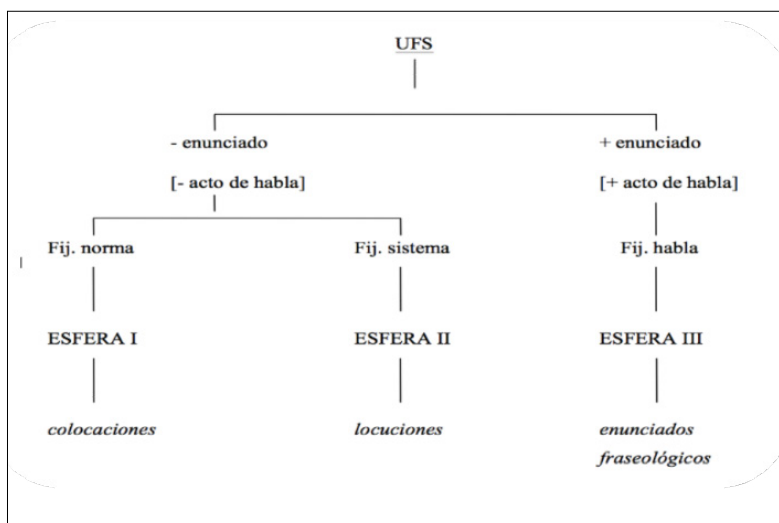 UFS
- enunciado + enunciado
[- acto de habla] [+ acto de habla]
Fij. norma Fij. sistema Fij. habla
ESFERA I ESFERA II ESFERA III
colocaciones locuciones enunciados
fraseológicos